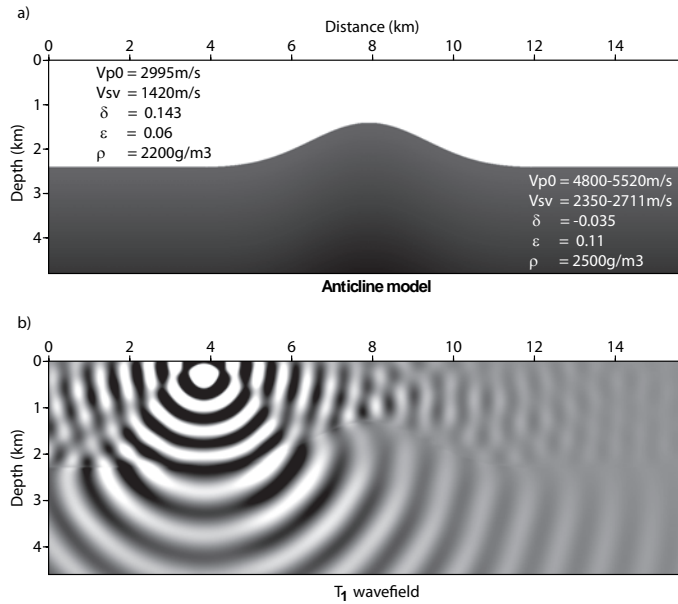 a)
Distance (km)
0 2 4 6 8 10 12 14
Depth (km)
0
1
2
3
4
Vp0 = 2995m/s
Vsv = 1420m/s
δ = 0.143
ε = 0.06
ρ = 2200g/m3
Vp0 = 4800-5520m/s
Vsv = 2350-2711m/s
δ = -0.035
ε = 0.11
ρ = 2500g/m3
Anticline model
b)
0 2 4 6 8 10 12 14
Depth (km)
0
1
2
3
4
T1 wavefield